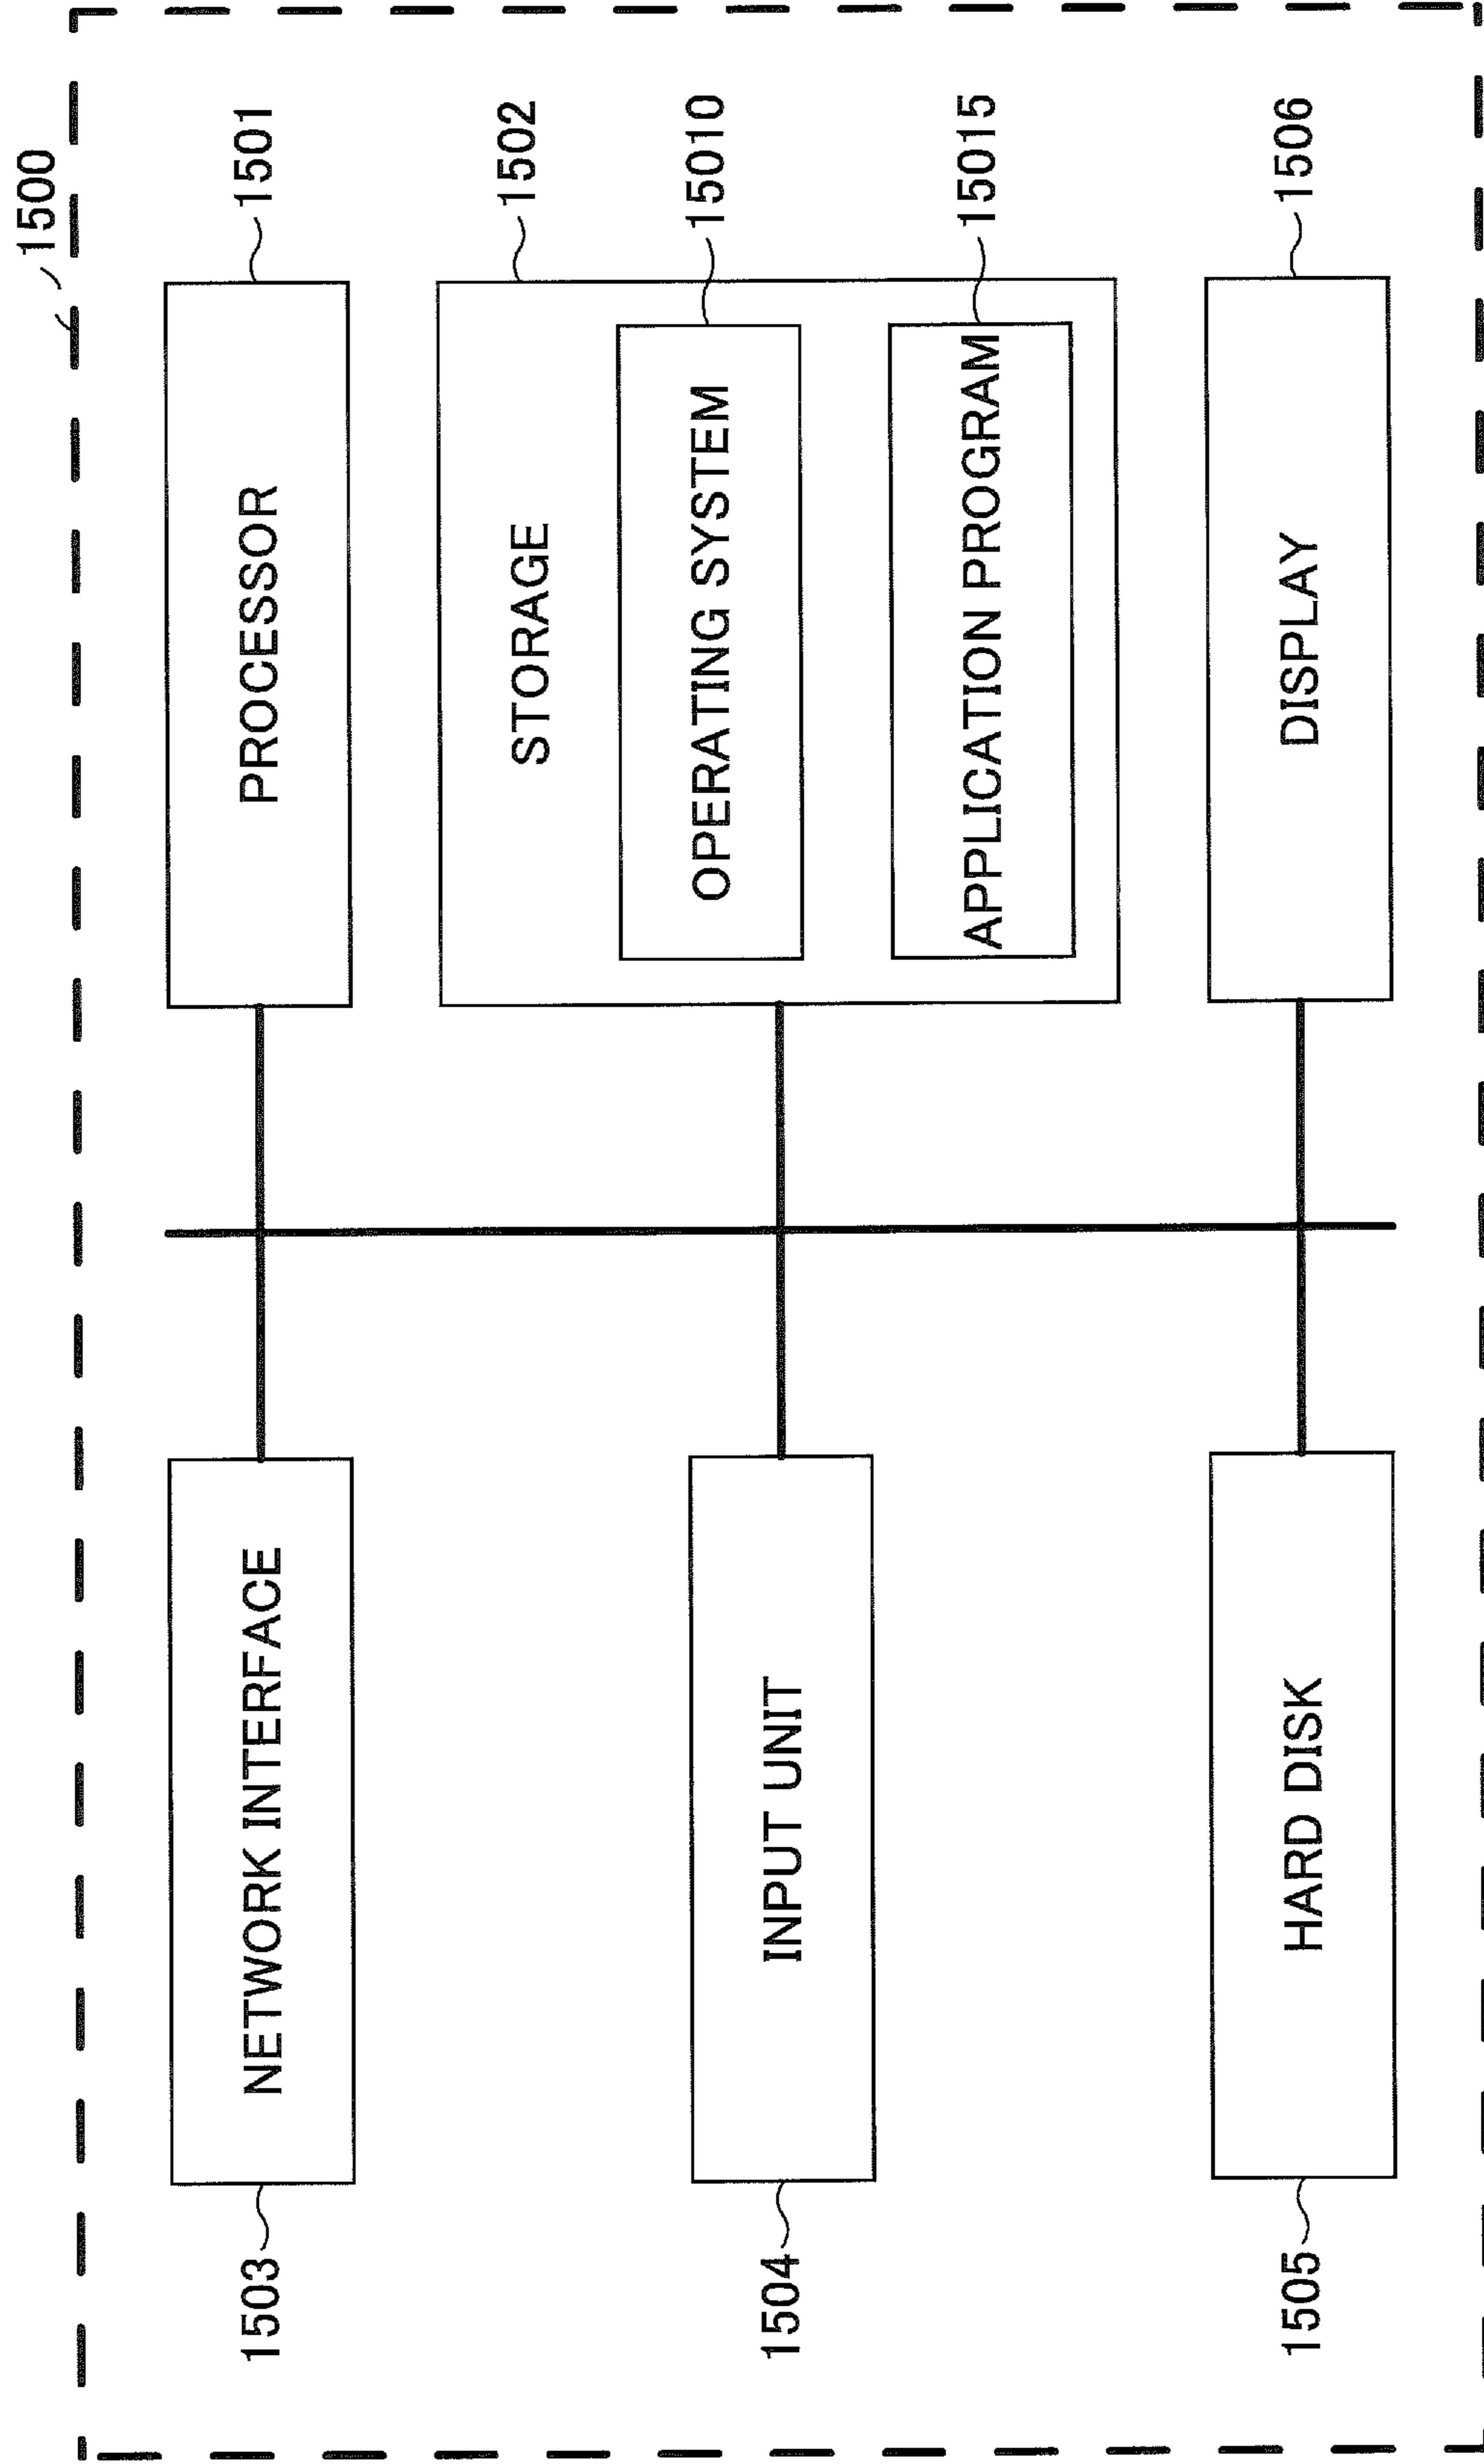 1500
PROCESSOR
1501
NETWORK INTERFACE
1503
STORAGE
1502
OPERATING SYSTEM
15010
APPLICATION PROGRAM
15015
INPUT UNIT
1504
DISPLAY
1506
HARD DISK
1505